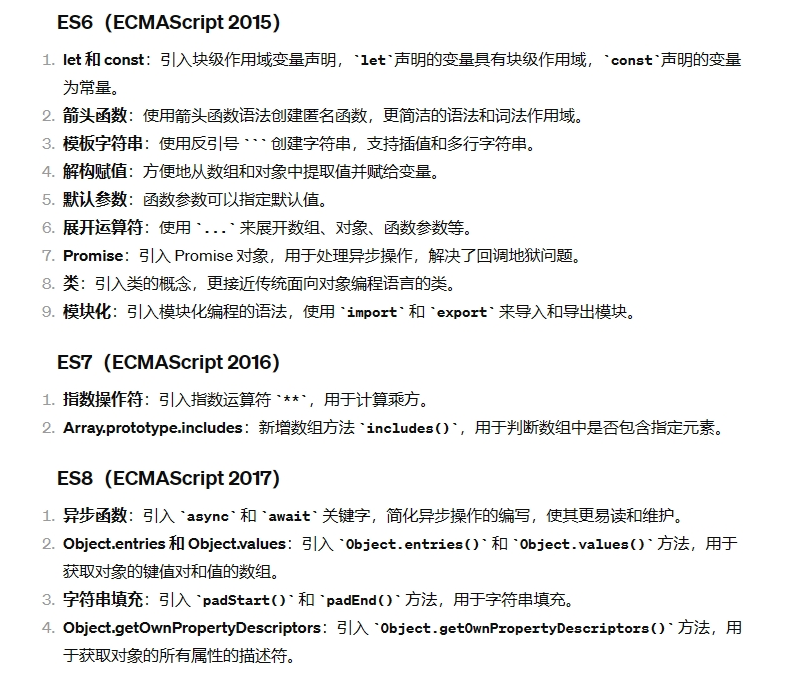 ES6（ECMAScript 2015）
1. let 和 const：引入块级作用域变量声明，`let`声明的变量具有块级作用域，`const`声明的变量
为常量。
2. 箭头函数：使用箭头函数语法创建匿名函数，更简洁的语法和词法作用域。
3. 模板字符串：使用反引号 ``` 创建字符串，支持插值和多行字符串。
4. 解构赋值：方便地从数组和对象中提取值并赋给变量。
5. 默认参数：函数参数可以指定默认值。
6. 展开运算符：使用 `...` 来展开数组、对象、函数参数等。
7. Promise：引入 Promise 对象，用于处理异步操作，解决了回调地狱问题。
8. 类：引入类的概念，更接近传统面向对象编程语言的类。
9. 模块化：引入模块化编程的语法，使用 `import` 和 `export` 来导入和导出模块。
ES7（ECMAScript 2016）
1. 指数操作符：引入指数运算符 `**`，用于计算乘方。
2. Array.prototype.includes：新增数组方法 `includes()`，用于判断数组中是否包含指定元素。
ES8（ECMAScript 2017）
1. 异步函数：引入 `async` 和 `await` 关键字，简化异步操作的编写，使其更易读和维护。
2. Object.entries 和 Object.values：引入 `Object.entries()` 和 `Object.values()` 方法，用于
获取对象的键值对和值的数组。
3. 字符串填充：引入 `padStart()` 和 `padEnd()` 方法，用于字符串填充。
4. Object.getOwnPropertyDescriptors：引入 `Object.getOwnPropertyDescriptors()` 方法，用
于获取对象的所有属性的描述符。